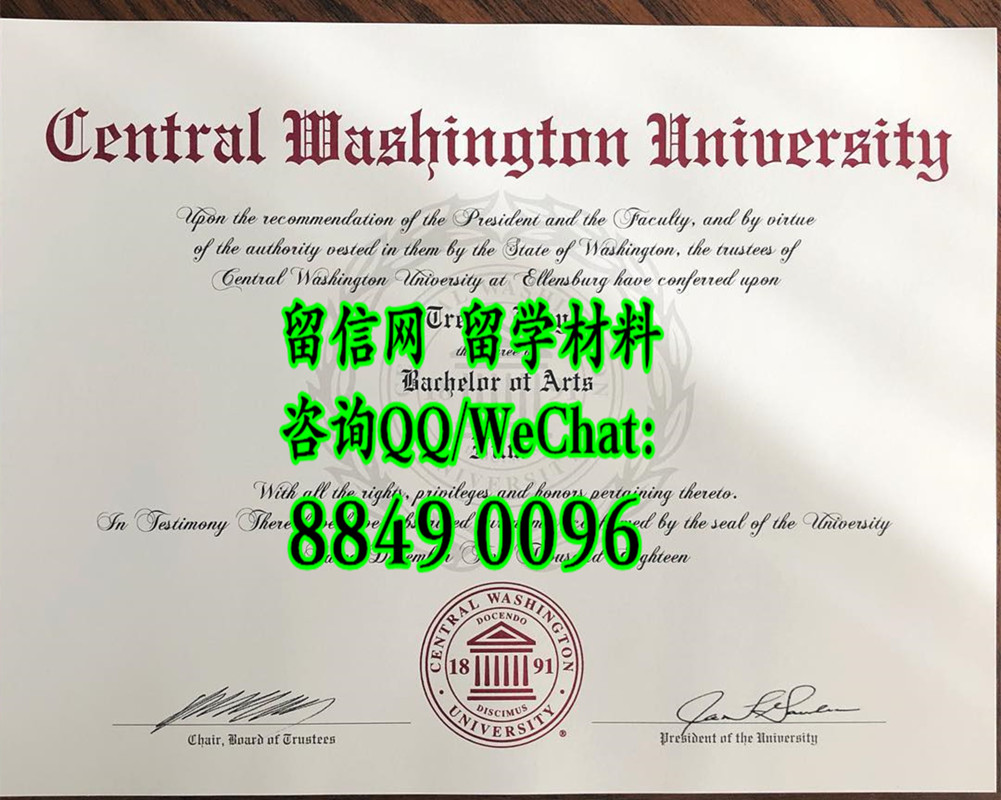 Central Washington University
Upon the recommendation of the President and the Faculty, and by virtue
of the authority vested in them by the State of Washington, the trustees of
Central Washington University at Ellensburg have conferred upon
留信网 留学材料
Bachelor of Arts
咨询QQ/WeChat:
With all the rights, privileges and honors pertaining thereto.
In Testimony by the seal of the University
8849 0096
CENTRAL WASHINGTON
DOCENDO
18 91
DISCIMUS
UNIVERSITY
®
Chair, Board of Trustees
President of the University